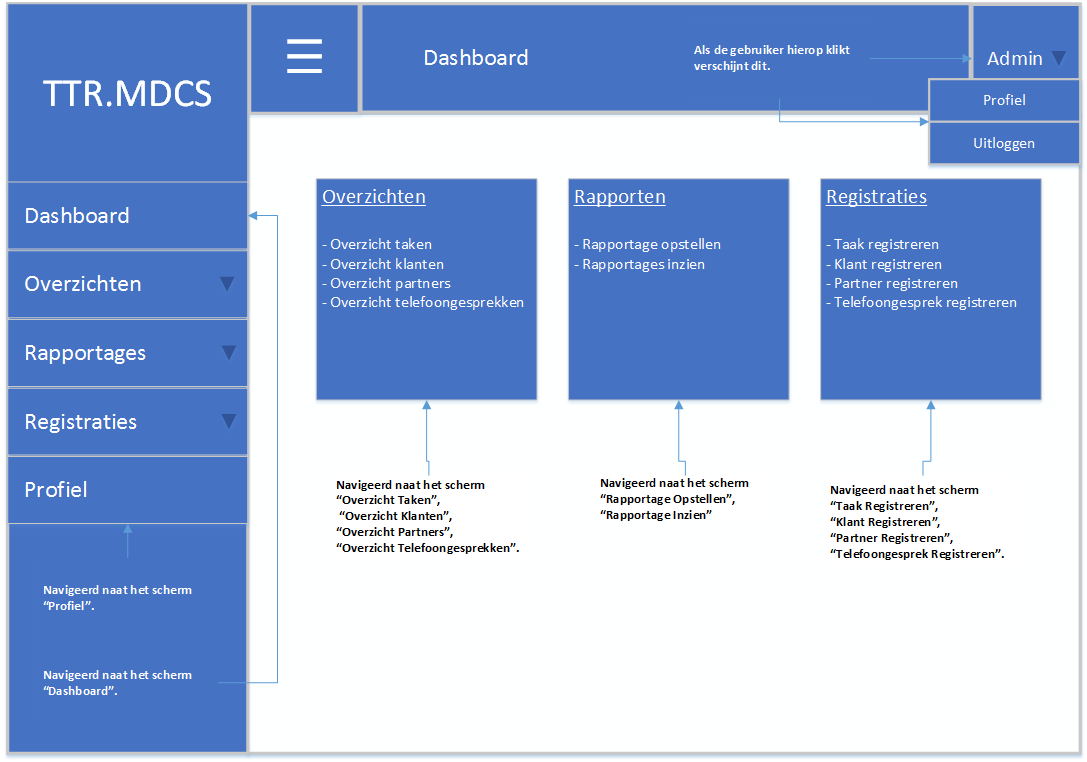 TTR.MDCS
Dashboard
Als de gebruiker hierop klikt
verschijnt dit.
Admin
Profiel
Uitloggen
Dashboard
Overzichten
Rapportages
Registraties
Profiel
Navigeerd naat het scherm
“Profiel”.
Navigeerd naat het scherm
“Dashboard”.
Overzichten
- Overzicht taken
- Overzicht klanten
- Overzicht partners
- Overzicht telefoongesprekken
Navigeerd naat het scherm
“Overzicht Taken”,
“Overzicht Klanten”,
“Overzicht Partners”,
“Overzicht Telefoongesprekken”.
Rapporten
- Rapportage opstellen
- Rapportages inzien
Navigeerd naat het scherm
“Rapportage Opstellen”,
“Rapportage Inzien”
Registraties
- Taak registreren
- Klant registreren
- Partner registreren
- Telefoongesprek registreren
Navigeerd naat het scherm
“Taak Registreren”,
“Klant Registreren”,
“Partner Registreren”,
“Telefoongesprek Registreren”.